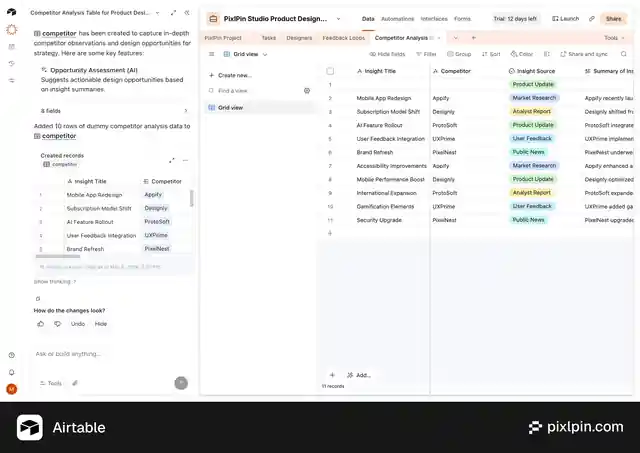 Competitor Analysis Table for Product Desi...
competitor has been created to capture in-depth
competitor observations and design opportunities for
strategy. Here are some key features:
Opportunity Assessment (AI)
Suggests actionable design opportunities based
on insight summaries.
8 fields
Added 10 rows of dummy competitor analysis data to
competitor
Created records
competitor
Insight Title Competitor
1 Mobile App Redesign Appify
2 Subscription Model Shift Designly
3 AI Feature Rollout ProtoSoft
4 User Feedback Integration UXPrime
5 Brand Refresh PixelNest
Show thinking
How do the changes look?
Undo Hide
Ask or build anything...
Tools
M
PixlPin Studio Product Design...
Data Automations Interfaces Forms
Trial: 12 days left
Launch
Share
PixlPin Project Tasks Designers Feedback Loops Competitor Analysis
Tools
Grid view
Hide fields Filter Group Sort Color Share and sync
Create new...
Find a view
Grid view
Insight Title Competitor Insight Source Summary of Ins
1 Product Update
2 Mobile App Redesign Appify Market Research Appify recently lau
3 Subscription Model Shift Designly Analyst Report Designly shifted fr
4 AI Feature Rollout ProtoSoft Product Update ProtoSoft integrate
5 User Feedback Integration UXPrime User Feedback UXPrime implemen
6 Brand Refresh PixelNest Public News PixelNest underwe
7 Accessibility Improvements Appify Market Research Appify enhanced a
8 Mobile Performance Boost Designly Product Update Designly optimized
9 International Expansion ProtoSoft Analyst Report ProtoSoft expande
10 Gamification Elements UXPrime User Feedback UXPrime added ga
11 Security Upgrade PixelNest Public News PixelNest upgrades
Add...
11 records
Airtable
pixlpin.com